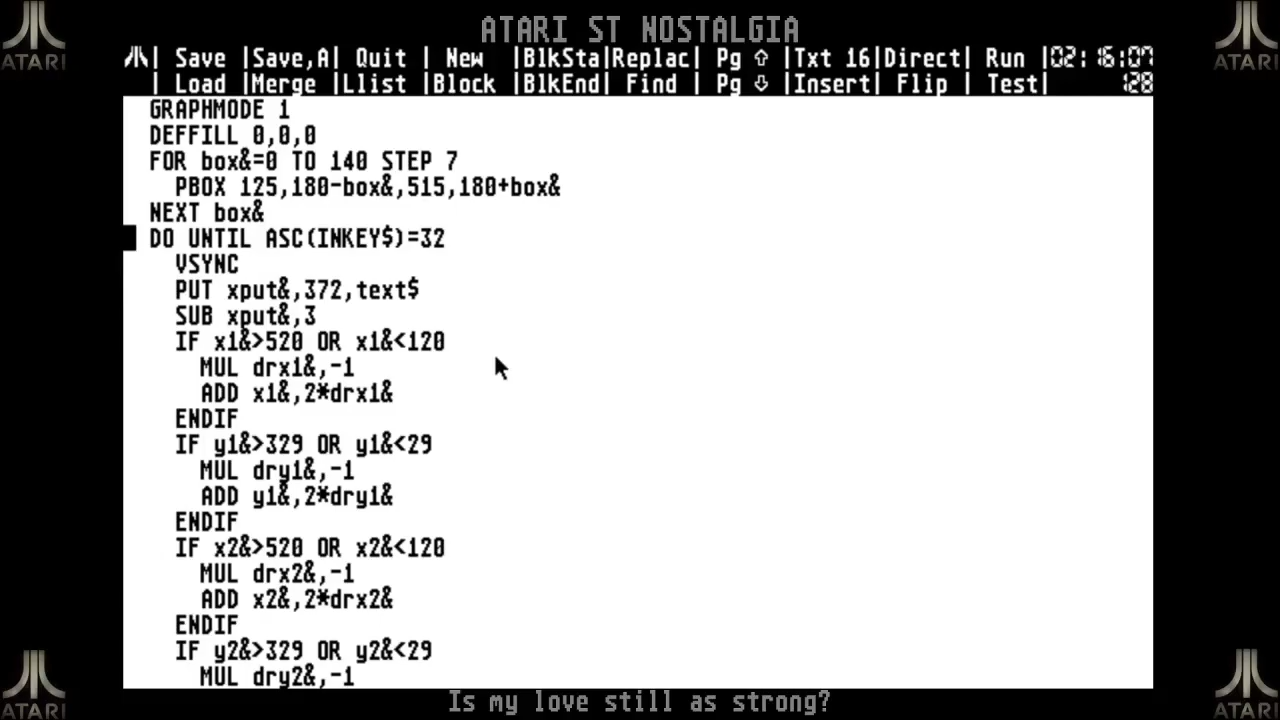 ATARI ST NOSTALGIA
ATARI
ATARI
| Save |Save,A| Quit | New |BlkSta|Replac| Pg ⇧ |Txt 16|Direct| Run |02:16:07
| Load |Merge |Llist |Block |BlkEnd| Find | Pg ⇩ |Insert| Flip | Test| 128
GRAPHMODE 1
DEFFILL 0,0,0
FOR box&=0 TO 140 STEP 7
PBOX 125,180-box&,515,180+box&
NEXT box&
DO UNTIL ASC(INKEY$)=32
VSYNC
PUT xput&,372,text$
SUB xput&,3
IF x1&>520 OR x1&<120
MUL drx1&,-1
ADD x1&,2*drx1&
ENDIF
IF y1&>329 OR y1&<29
MUL dry1&,-1
ADD y1&,2*dry1&
ENDIF
IF x2&>520 OR x2&<120
MUL drx2&,-1
ADD x2&,2*drx2&
ENDIF
IF y2&>329 OR y2&<29
MUL dry2&,-1
Is my love still as strong?
ATARI
ATARI